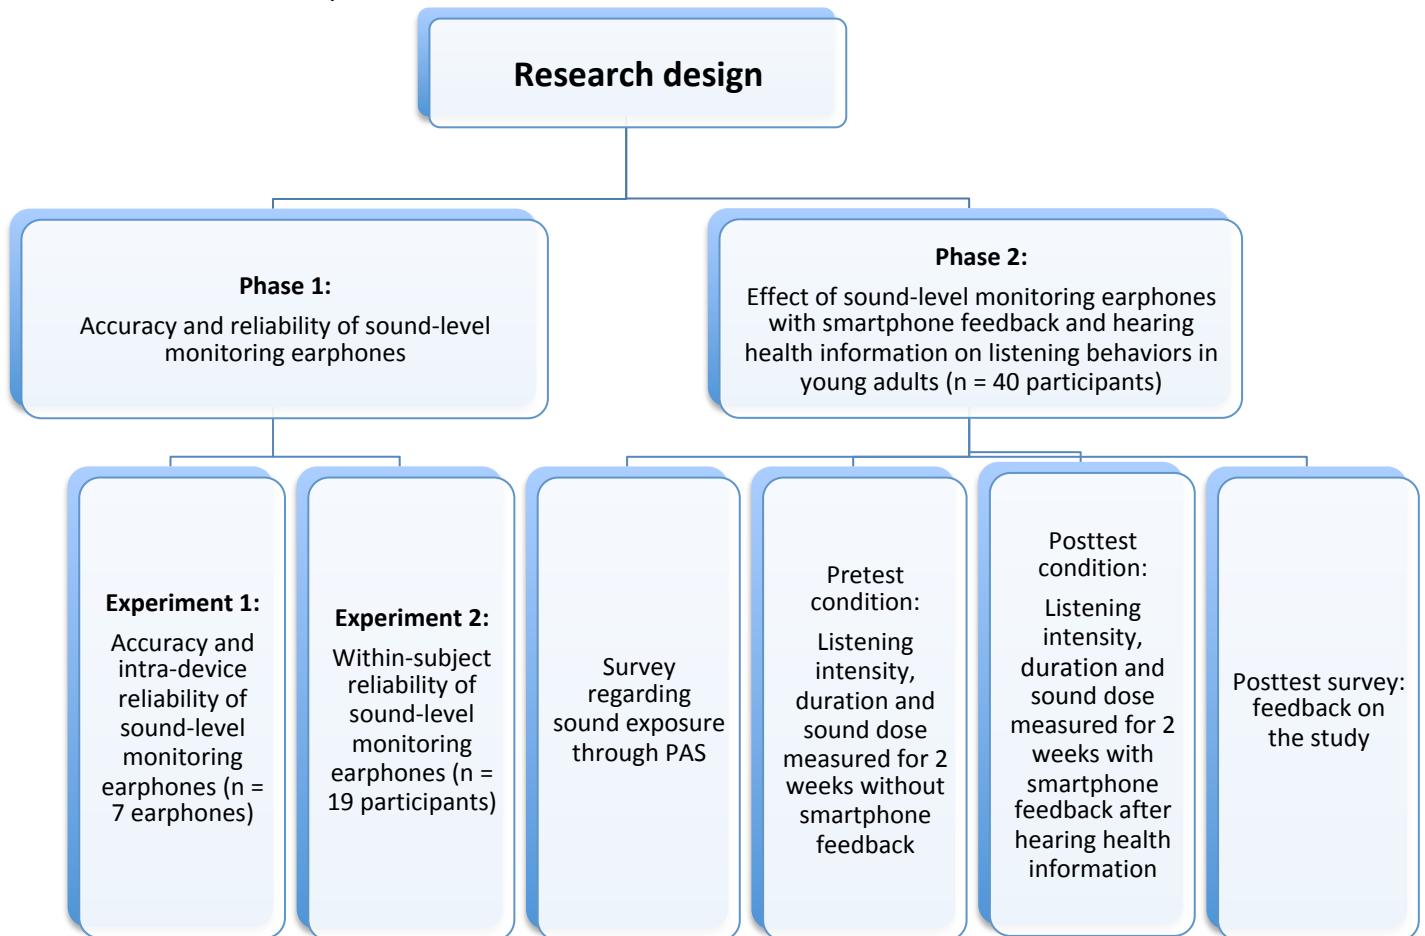 Research design
Phase 1:
Accuracy and reliability of sound-level
monitoring earphones
Phase 2:
Effect of sound-level monitoring earphones
with smartphone feedback and hearing
health information on listening behaviors in
young adults (n = 40 participants)
Experiment 1:
Accuracy and
intra-device
reliability of
sound-level
monitoring
earphones (n =
7 earphones)
Experiment 2:
Within-subject
reliability of
sound-level
monitoring
earphones (n =
19 participants)
Survey
regarding
sound exposure
through PAS
Pretest
condition:
Listening
intensity,
duration and
sound dose
measured for 2
weeks without
smartphone
feedback
Posttest
condition:
Listening
intensity,
duration and
sound dose
measured for 2
weeks with
smartphone
feedback after
hearing health
information
Posttest survey:
feedback on
the study